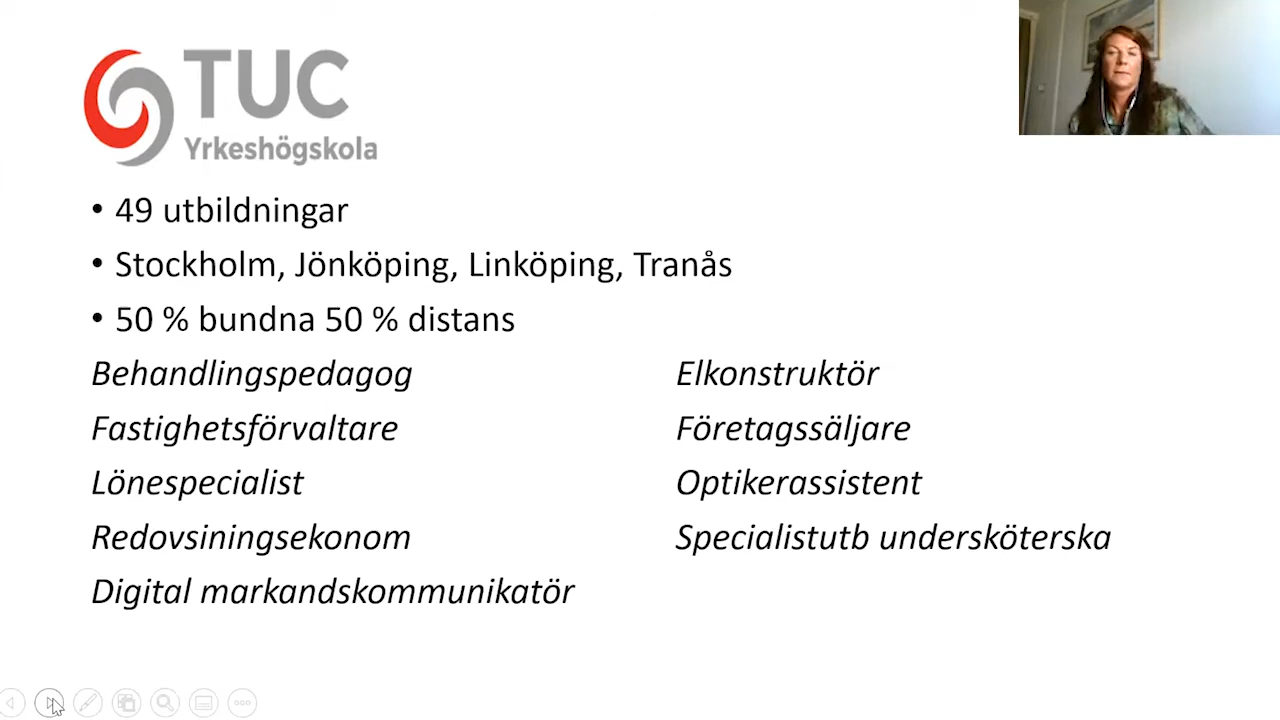 TUC
Yrkeshögskola
• 49 utbildningar
• Stockholm, Jönköping, Linköping, Tranås
• 50 % bundna 50 % distans
Behandlingspedagog
Fastighetsförvaltare
Lönespecialist
Redovsiningsekonom
Digital markandskommunikatör
Elkonstruktör
Företagssäljare
Optikerassistent
Specialistutb undersköterska